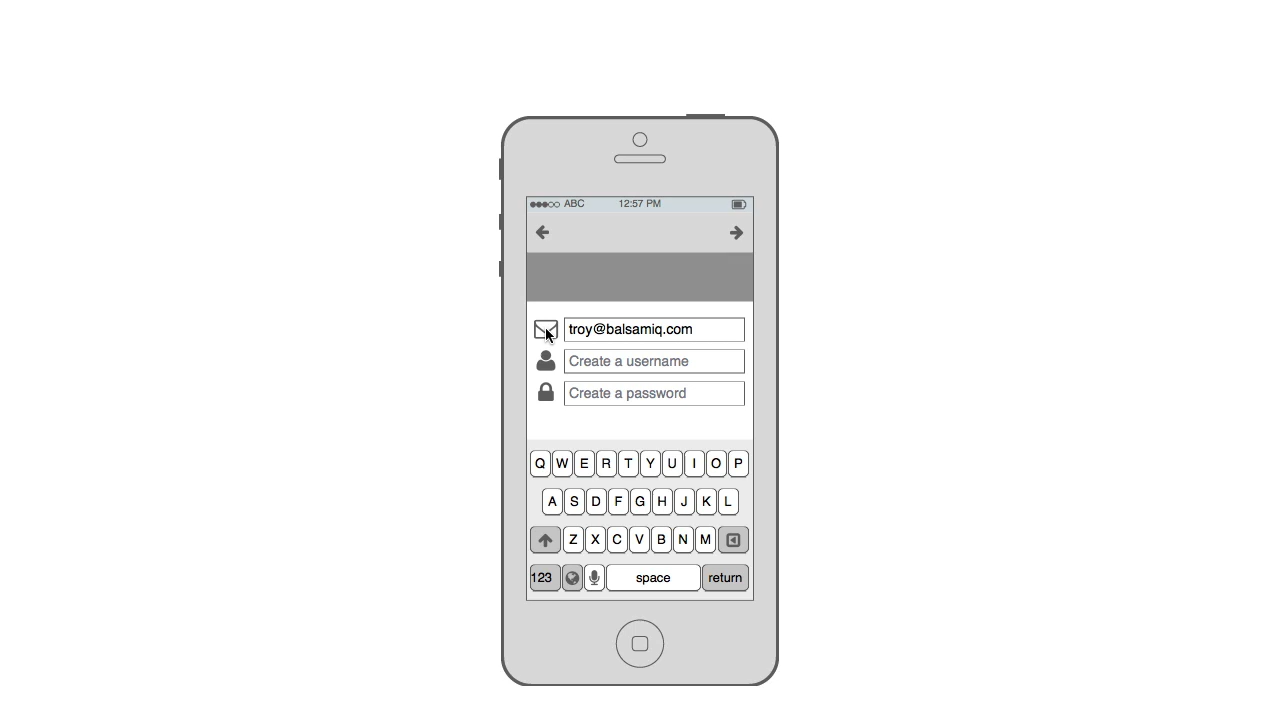 ABC 12:57 PM
troy@balsamiq.com
Create a username
Create a password
Q W E R T Y U I O P
A S D F G H J K L
Z X C V B N M
123 space return